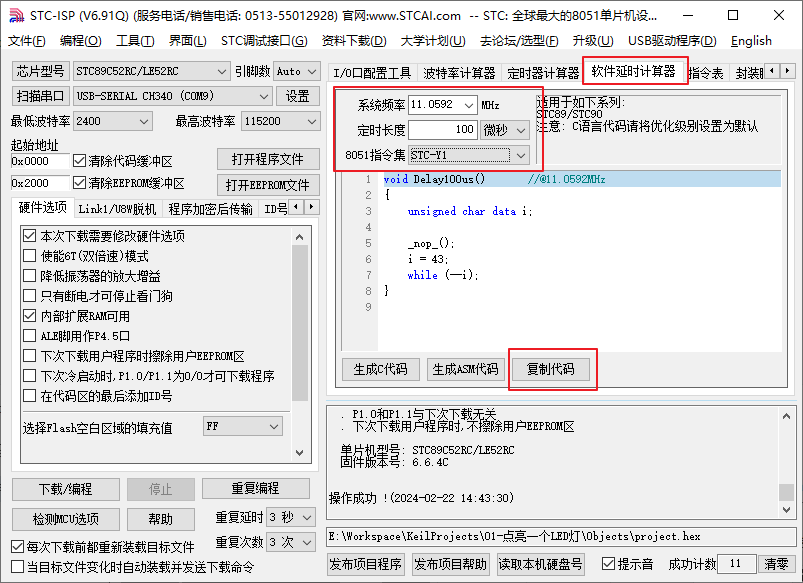 STC-ISP (V6.91Q) (服务电话/销售电话: 0513-55012928) 官网:www.STCAI.com -- STC: 全球最大的8051单片机设...
文件(F) 编程(O) 工具(T) 界面(L) STC调试接口(G) 资料下载(D) 大学计划(U) 去论坛/选型(F) 升级(U) USB驱动程序(D) English
芯片型号 STC89C52RC/LE52RC 引脚数 Auto
扫描串口 USB-SERIAL CH340 (COM9) 设置
最低波特率 2400 最高波特率 115200
起始地址
0x0000 清除代码缓冲区 打开程序文件
0x2000 清除EEPROM缓冲区 打开EEPROM文件
硬件选项 Link1/U8W脱机 程序加密后传输 ID号
本次下载需要修改硬件选项
使能6T(双倍速)模式
降低振荡器的放大增益
只有断电才可停止看门狗
内部扩展RAM可用
ALE脚用作P4.5口
下次下载用户程序时擦除用户EEPROM区
下次冷启动时,P1.0/P1.1为0/0才可下载程序
在代码区的最后添加ID号
选择Flash空白区域的填充值 FF
下载/编程 停止 重复编程
检测MCU选项 帮助 重复延时 3 秒
重复次数 3 次
每次下载前都重新装载目标文件
当目标文件变化时自动装载并发送下载命令
I/O口配置工具 波特率计算器 定时器计算器 软件延时计算器 指令表 封装脚
系统频率 11.0592 MHz
定时长度 100 微秒
8051指令集 STC-Y1
适用于如下系列:
STC89/STC90
注意: C语言代码请将优化级别设置为默认
1 void Delay100us() //@11.0592MHz
2 {
3 unsigned char data i;
4
5 _nop_();
6 i = 43;
7 while (--i);
8 }
9
生成C代码 生成ASM代码 复制代码
. P1.0和P1.1与下次下载无关
. 下次下载用户程序时,不擦除用户EEPROM区
单片机型号: STC89C52RC/LE52RC
固件版本号: 6.6.4C
操作成功 !(2024-02-22 14:43:30)
E:\Workspace\KeilProjects\01-点亮一个LED灯\Objects\project.hex
发布项目程序 发布项目帮助 读取本机硬盘号 提示音 成功计数 11 清零